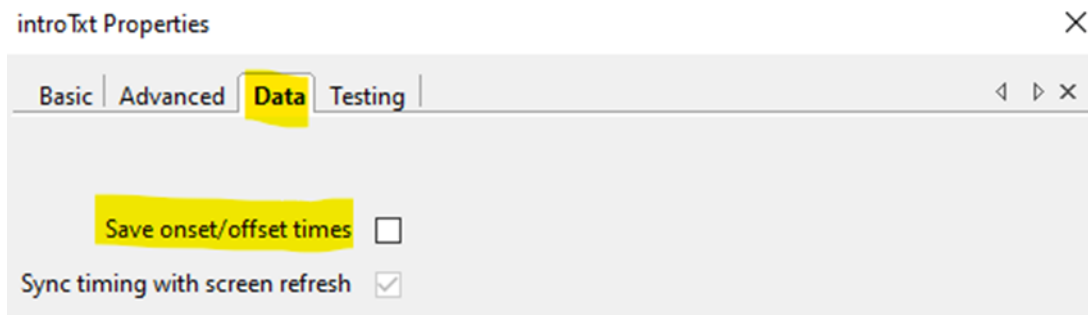 introTxt Properties
Basic Advanced Data Testing
Save onset/offset times
Sync timing with screen refresh